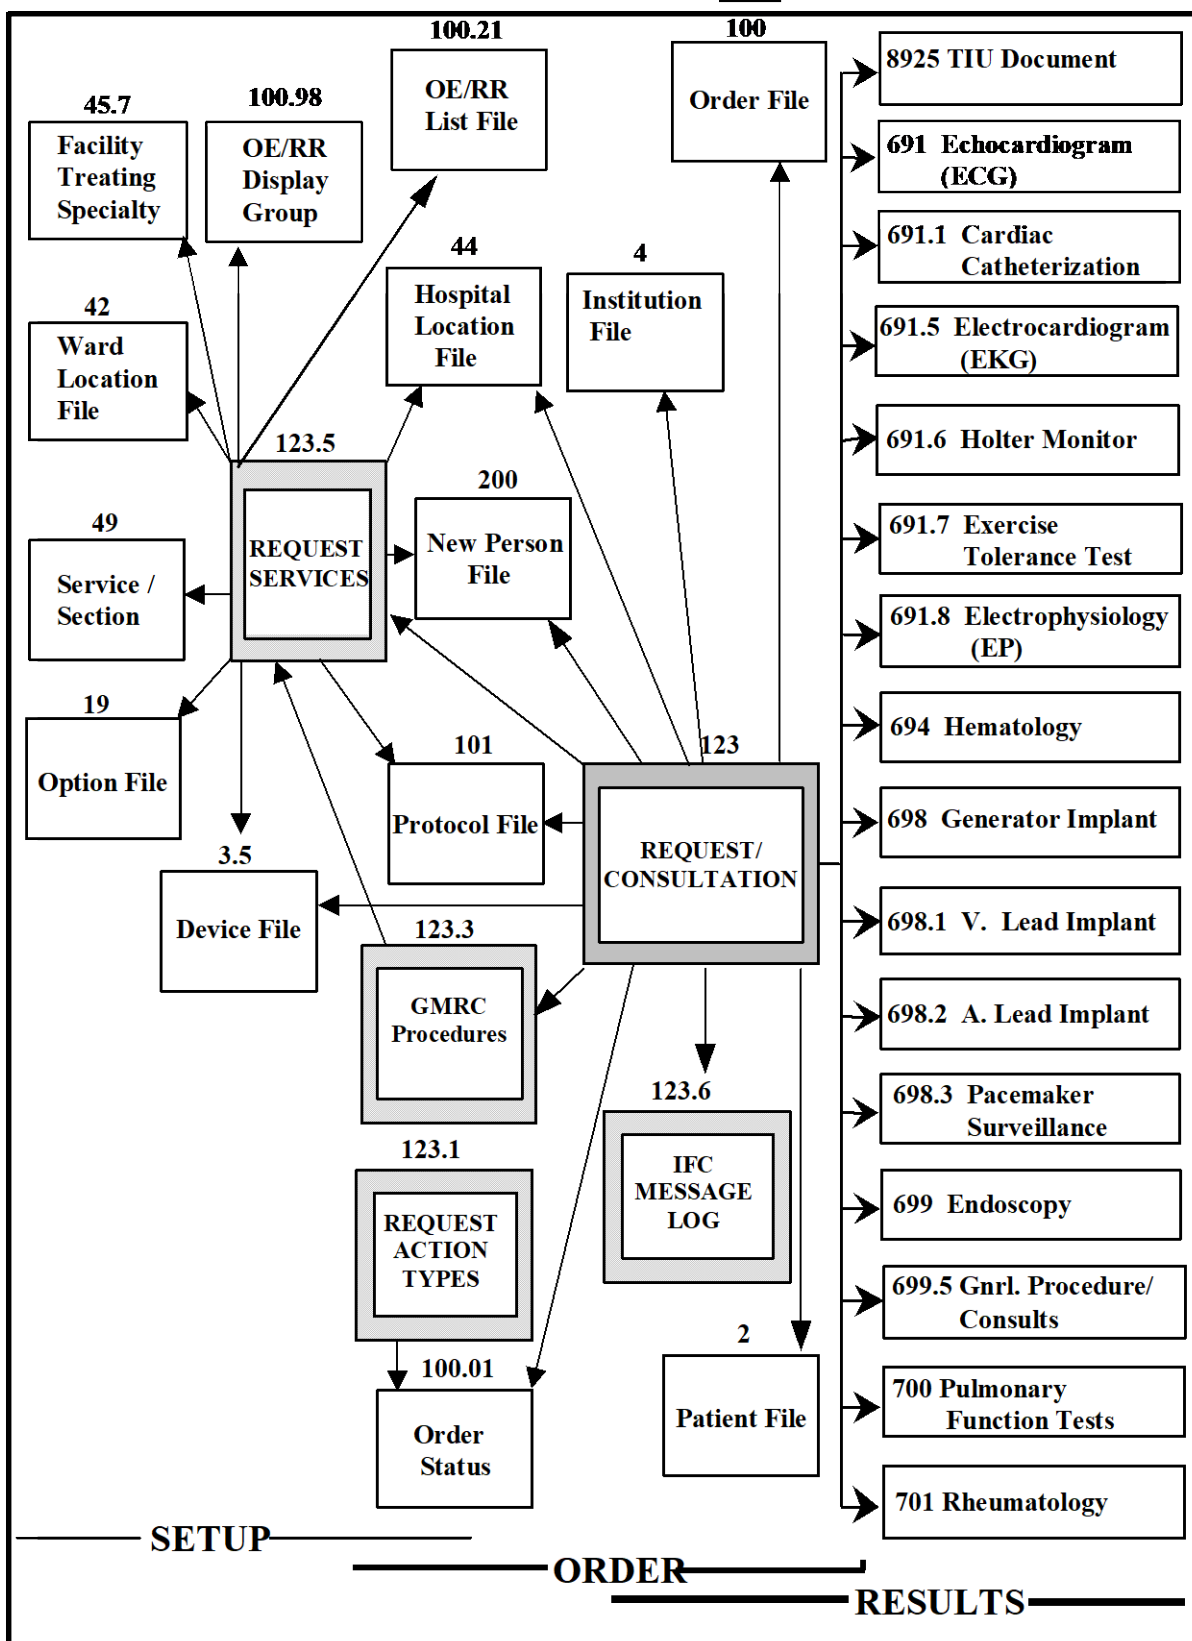 100.21
100
8925 TIU Document
OE/RR
List File
Order File
45.7
100.98
Facility
Treating
Specialty
OE/RR
Display
Group
691 Echocardiogram
(ECG)
44
4
691.1 Cardiac
Catheterization
Hospital
Location
File
Institution
File
42
Ward
Location
File
691.5 Electrocardiogram
(EKG)
123.5
691.6 Holter Monitor
200
49
REQUEST
SERVICES
New Person
File
691.7 Exercise
Tolerance Test
Service /
Section
691.8 Electrophysiology
(EP)
19
101
123
694 Hematology
Option File
Protocol File
REQUEST/
CONSULTATION
698 Generator Implant
3.5
Device File
123.3
698.1 V. Lead Implant
GMRC
Procedures
698.2 A. Lead Implant
123.6
698.3 Pacemaker
Surveillance
123.1
IFC
MESSAGE
LOG
REQUEST
ACTION
TYPES
699 Endoscopy
699.5 Gnrl. Procedure/
Consults
2
100.01
700 Pulmonary
Function Tests
Order
Status
Patient File
701 Rheumatology
SETUP
ORDER
RESULTS